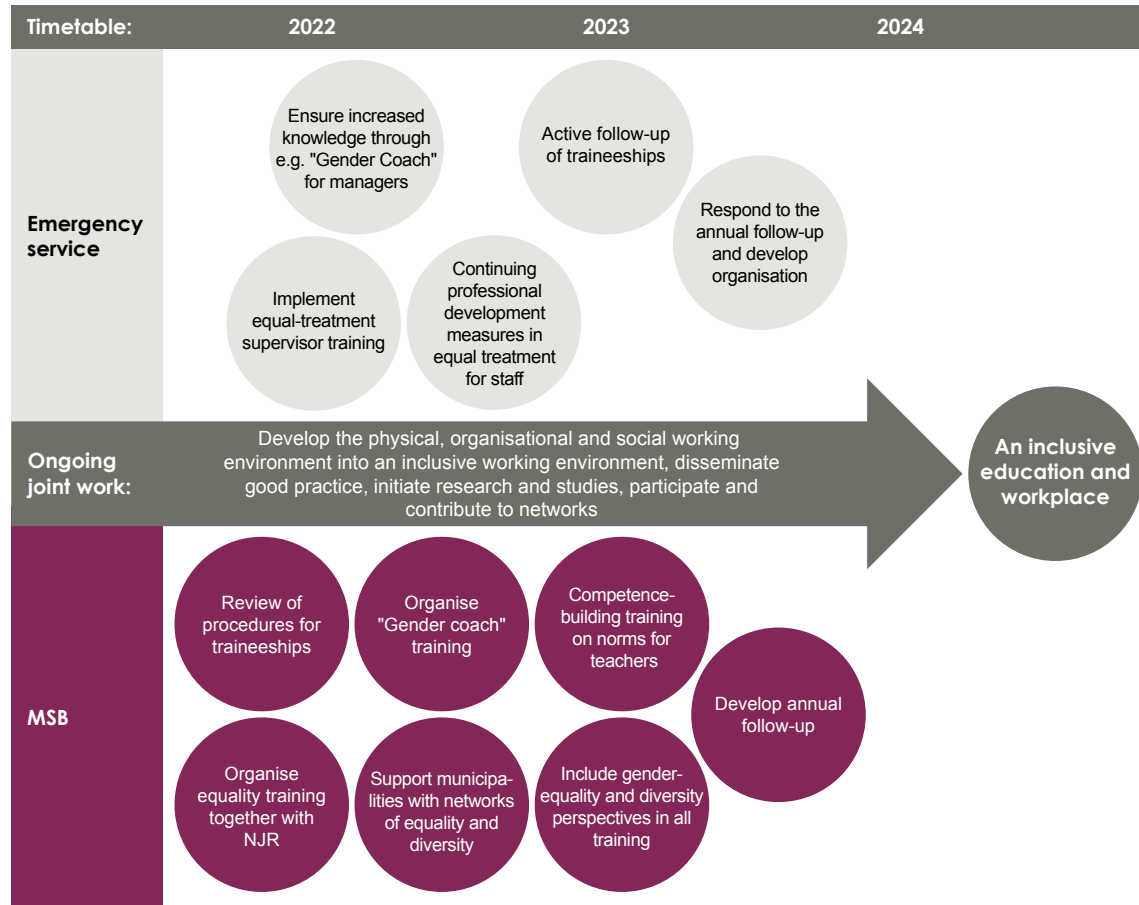 Timetable:
2022
2023
2024
Emergency
service
Ensure increased
knowledge through
e.g. "Gender Coach"
for managers
Active follow-up
of traineeships
Respond to the
annual follow-up
and develop
organisation
Implement
equal-treatment
supervisor training
Continuing
professional
development
measures in
equal treatment
for staff
Ongoing
joint work:
Develop the physical, organisational and social working
environment into an inclusive working environment, disseminate
good practice, initiate research and studies, participate and
contribute to networks
An inclusive
education and
workplace
MSB
Review of
procedures for
traineeships
Organise
"Gender coach"
training
Competence-
building training
on norms for
teachers
Develop annual
follow-up
Organise
equality training
together with
NJR
Support municipa-
lities with networks
of equality and
diversity
Include gender-
equality and diversity
perspectives in all
training